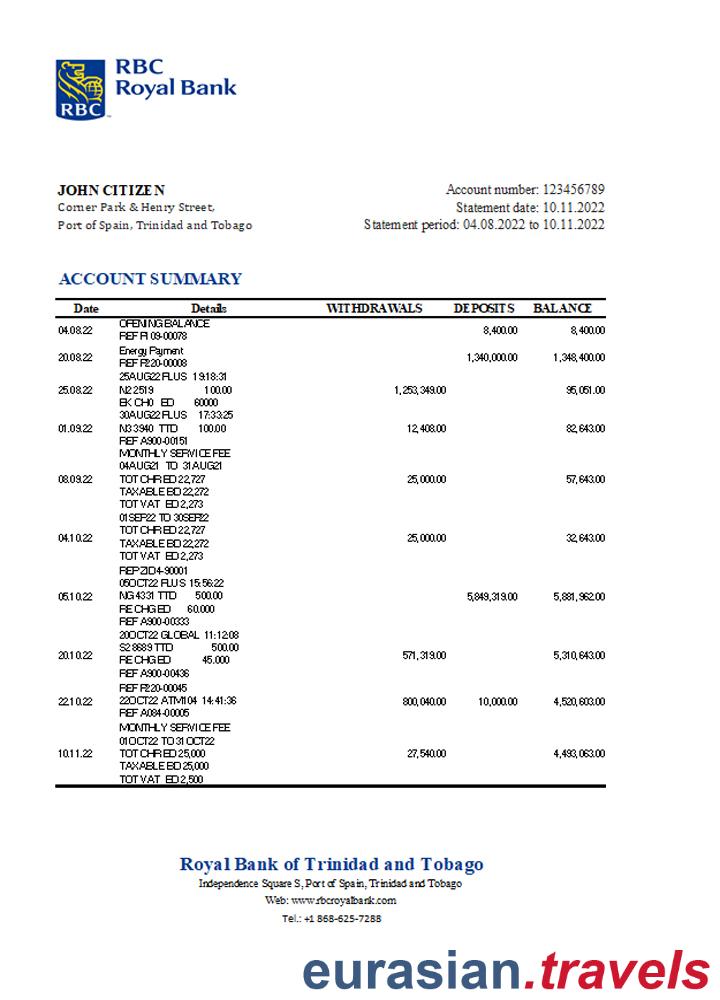 RBC
Royal Bank
RBC
JOHN CITIZEN
Corner Park & Henry Street,
Port of Spain, Trinidad and Tobago
Account number: 123456789
Statement date: 10.11.2022
Statement period: 04.08.2022 to 10.11.2022
ACCOUNT SUMMARY
Date Details WITHDRAWALS DEPOSITS BALANCE
OPENING BALANCE
04.08.22 8,400.00 8,400.00
REF FI 09-00078
Energy Payment
20.08.22 1,340,000.00 1,348,400.00
REF P220-00008
25AUG22 PLUS 19:18:31
25.08.22 N2 2519 100.00 1,253,349.00 95,051.00
EK CHO ED 60000
30AUG22 PLUS 17:33:25
01.09.22 N3 3940 TTD 100.00 12,408.00 82,643.00
REF A900-00151
MONTHLY SERVICE FEE
04AUG21 TO 31AUG21
08.09.22 TOT CHR ED 22,727 25,000.00 57,643.00
TAXABLE BD 22,272
TOT VAT ED 2,273
01SEP22 TO 30SEP22
TOT CHR ED 22,727
04.10.22 25,000.00 32,643.00
TAXABLE BD 22,272
TOT VAT ED 2,273
REP ZID4-90001
05OCT22 PLUS 15:56:22
05.10.22 NG 4331 TTD 500.00 5,849,319.00 5,881,962.00
RE CHG ED 60.000
REF A900-00333
20OCT22 GLOBAL 11:12:08
S2 8689 TTD 500.00
20.10.22 571,319.00 5,310,643.00
RE CHG ED 45.000
REF A900-00436
REF P220-00045
22.10.22 22OCT22 ATM104 14:41:36 800,040.00 10,000.00 4,520,603.00
REF A084-00005
MONTHLY SERVICE FEE
01OCT22 TO 31OCT22
10.11.22 TOT CHR ED 25,000 27,540.00 4,493,063.00
TAXABLE BD 25,000
TOT VAT ED 2,500
Royal Bank of Trinidad and Tobago
Independence Square S, Port of Spain, Trinidad and Tobago
Web: www.rbcroyalbank.com
Tel.: +1 868-625-7288
eurasian.travels